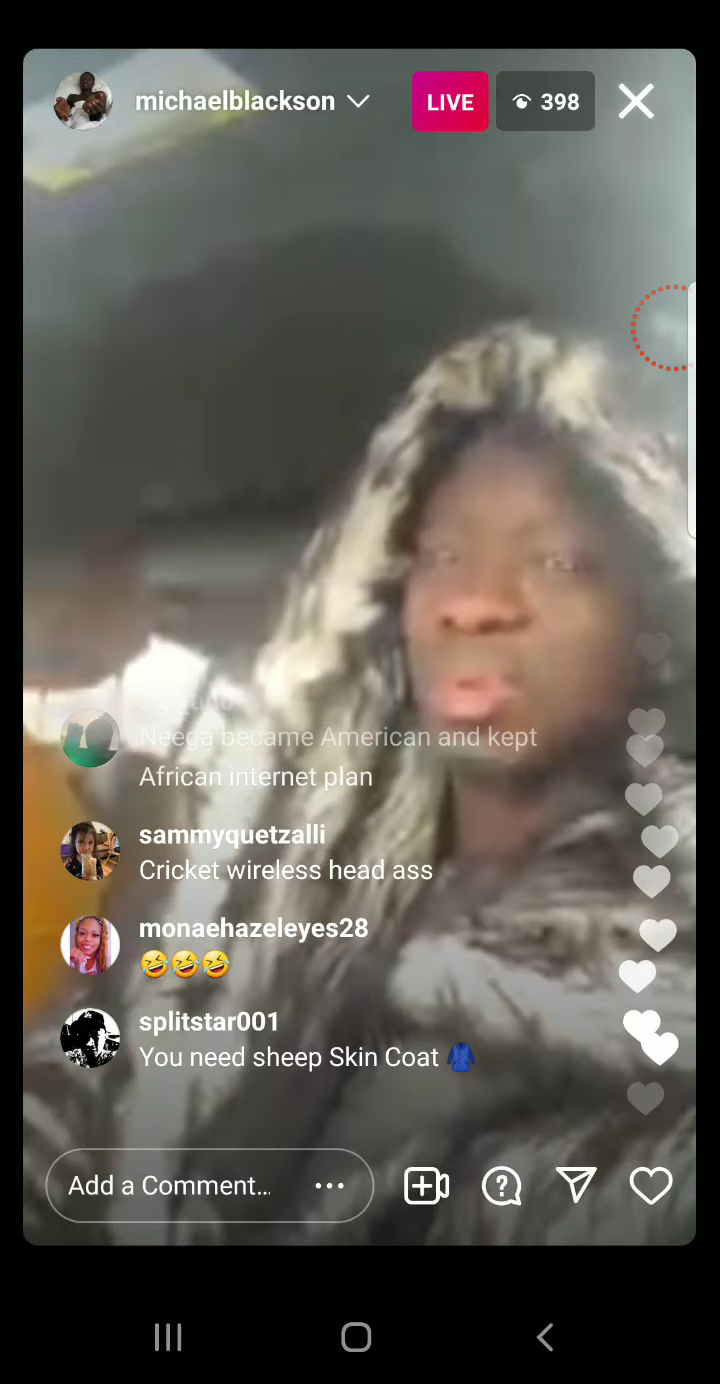 michaelblackson
LIVE
398
Neega became American and kept
African internet plan
sammyquetzalli
Cricket wireless head ass
monaehazeleyes28
🤣🤣🤣
splitstar001
You need sheep Skin Coat 🧥
Add a Comment...